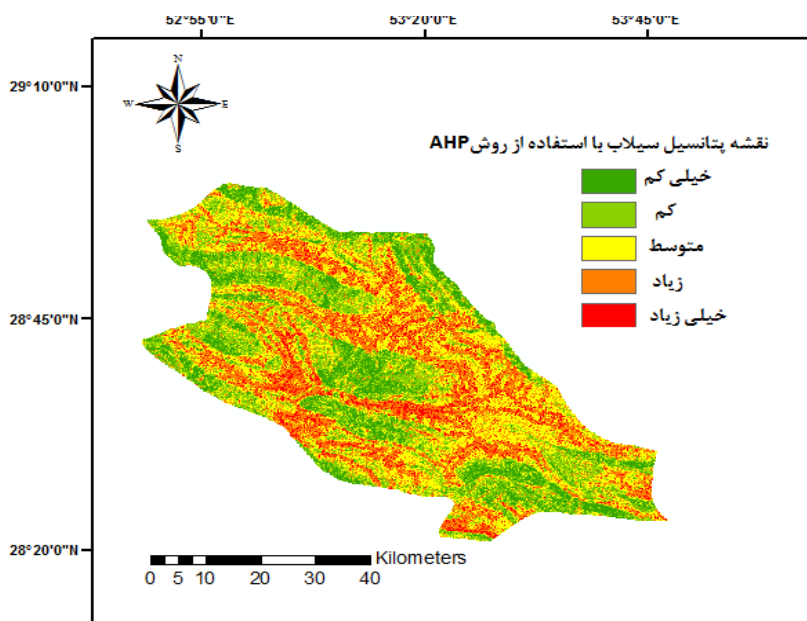 52°55'0"E 53°20'0"E 53°45'0"E
29°10'0"N
N
W E
S
نقشه پتانسیل سیلاب با استفاده از روش AHP
خیلی کم
کم
متوسط
زیاد
خیلی زیاد
28°45'0"N
28°20'0"N
Kilometers
0 5 10 20 30 40